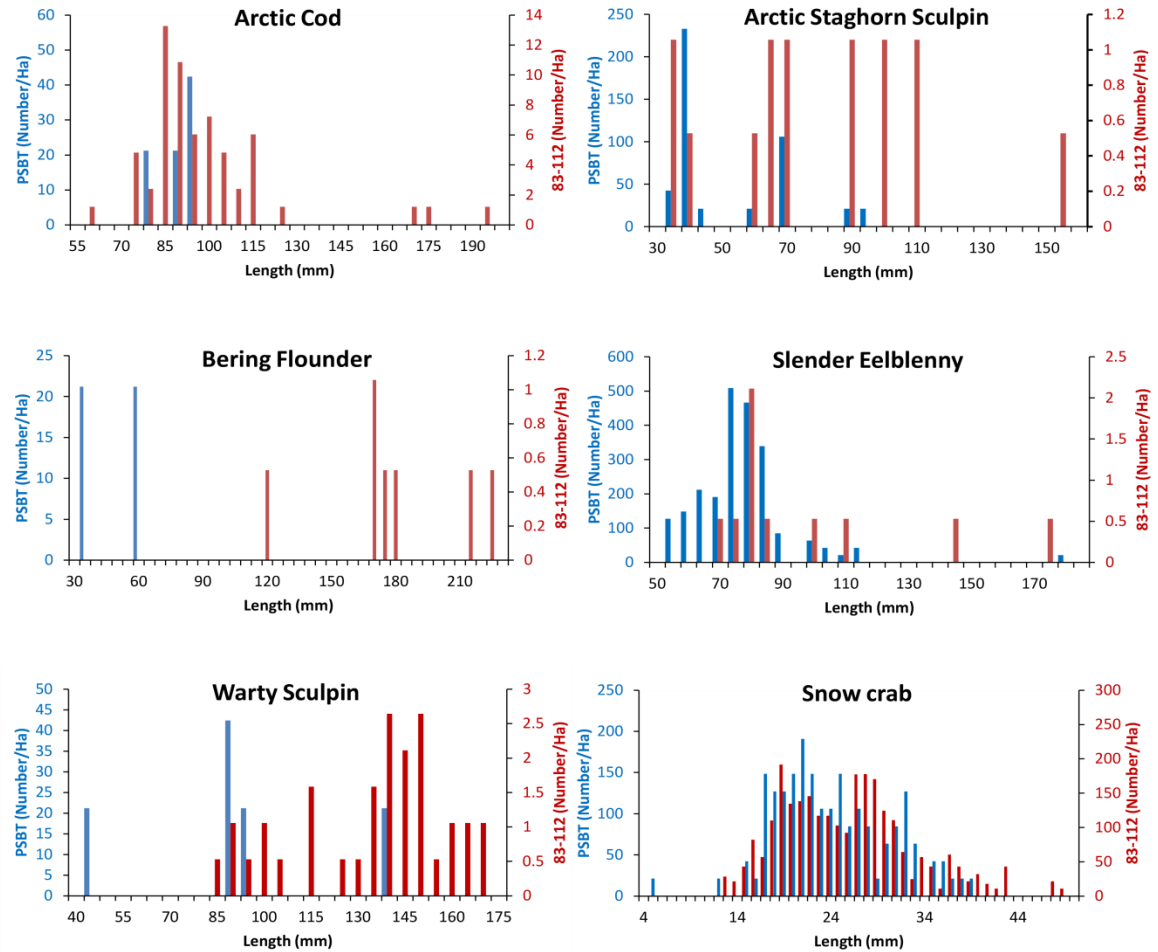 Arctic Cod
PSBT (Number/Ha)
60
50
40
30
20
10
0
14
12
10
8
6
4
2
0
83-112 (Number/Ha)
55 70 85 100 115 130 145 160 175 190
Length (mm)
Arctic Staghorn Sculpin
PSBT (Number/Ha)
250
200
150
100
50
0
1.2
1
0.8
0.6
0.4
0.2
0
83-112 (Number/Ha)
30 50 70 90 110 130 150
Length (mm)
Bering Flounder
PSBT (Number/Ha)
25
20
15
10
5
0
1.2
1
0.8
0.6
0.4
0.2
0
83-112 (Number/Ha)
30 60 90 120 150 180 210
Length (mm)
Slender Eelblenny
PSBT (Number/Ha)
600
500
400
300
200
100
0
2.5
2
1.5
1
0.5
0
83-112 (Number/Ha)
50 70 90 110 130 150 170
Length (mm)
Warty Sculpin
PSBT (Number/Ha)
50
45
40
35
30
25
20
15
10
5
0
3
2.5
2
1.5
1
0.5
0
83-112 (Number/Ha)
40 55 70 85 100 115 130 145 160 175
Length (mm)
Snow crab
PSBT (Number/Ha)
250
200
150
100
50
0
300
250
200
150
100
50
0
83-112 (Number/Ha)
4 14 24 34 44
Length (mm)